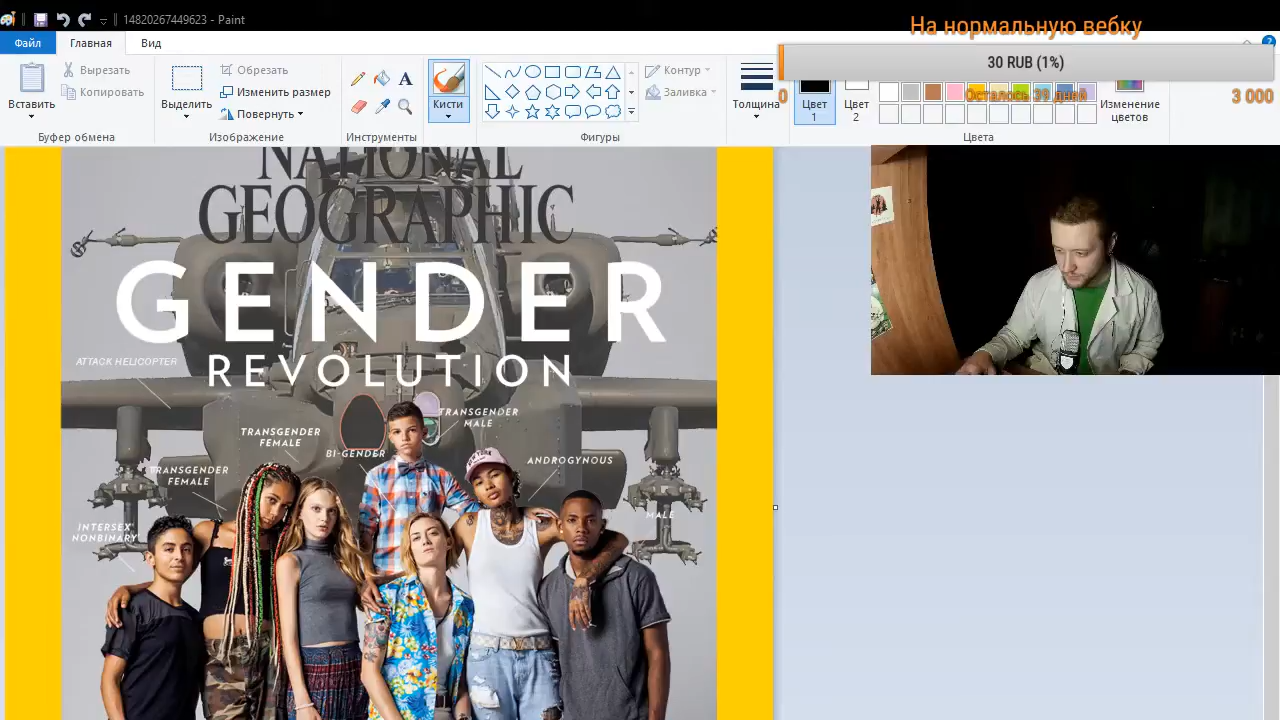 14820267449623 - Paint
На нормальную вебку
Файл
Главная
Вид
30 RUB (1%)
0
Осталось 39 дней
3 000
Вставить
Вырезать
Копировать
Буфер обмена
Выделить
Обрезать
Изменить размер
Повернуть
Изображение
A
Инструменты
Кисти
Контур
Заливка
Фигуры
Толщина
Цвет
1
Цвет
2
Изменение
цветов
Цвета
NATIONAL
GEOGRAPHIC
GENDER
REVOLUTION
ATTACK HELICOPTER
TRANSGENDER
MALE
TRANSGENDER
FEMALE
BI-GENDER
ANDROGYNOUS
TRANSGENDER
FEMALE
MALE
INTERSEX
NONBINARY